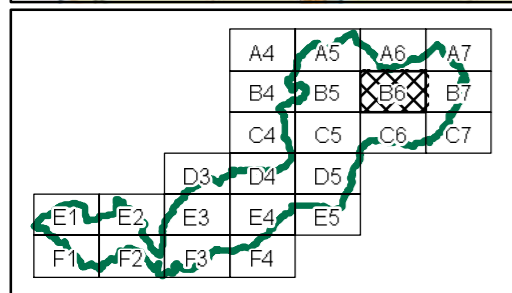 A4 A5 A6 A7
B4 B5 B6 B7
C4 C5 C6 C7
D3 D4 D5
E1 E2 E3 E4 E5
F1 F2 F3 F4